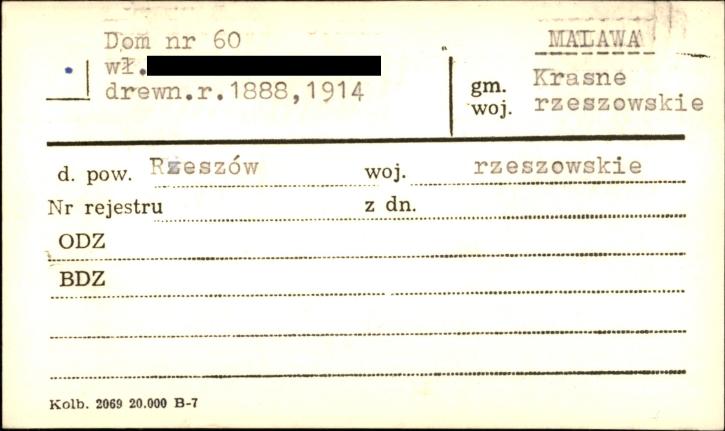 Dom nr 60
wł.
drewn.r.1888,1914
MALAWA
gm. Krasne
woj. rzeszowskie
d. pow. Rzeszów woj. rzeszowskie
Nr rejestru z dn.
ODZ
BDZ
Kolb. 2069 20.000 B-7